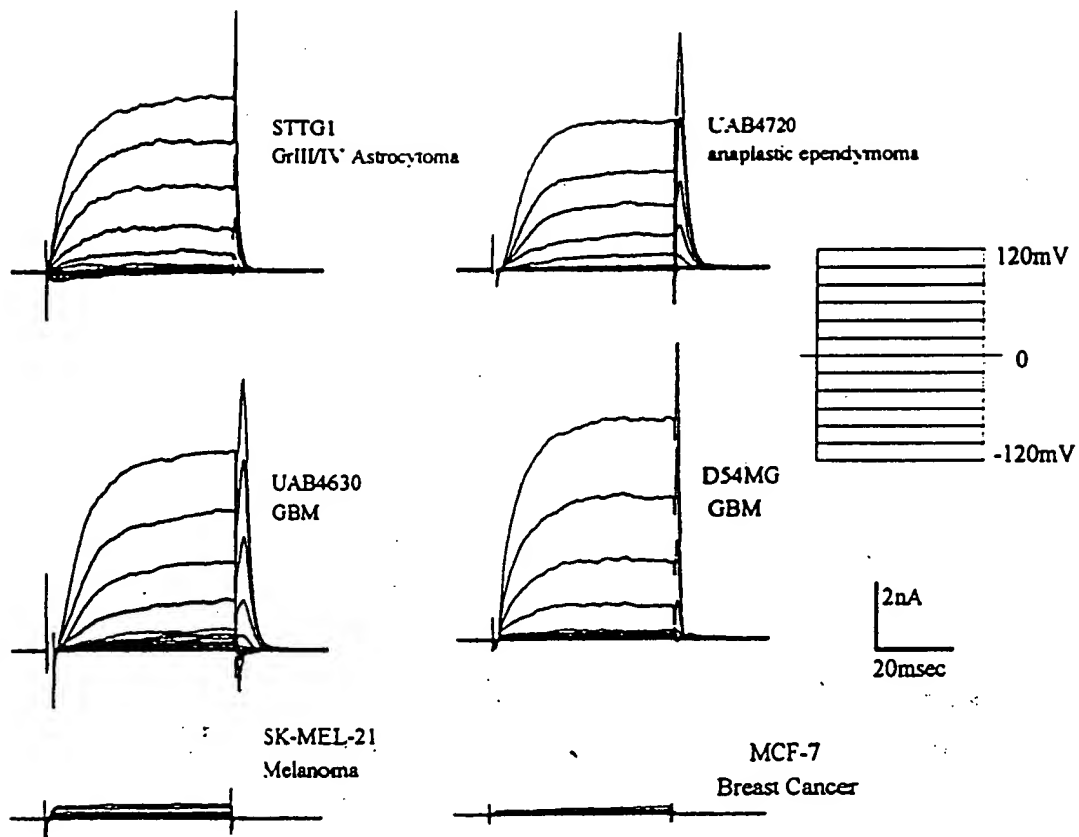 STTG1
GrIII/IV Astrocytoma
UAB4720
anaplastic ependymoma
120mV
0
-120mV
UAB4630
GBM
D54MG
GBM
2nA
20msec
SK-MEL-21
Melanoma
MCF-7
Breast Cancer